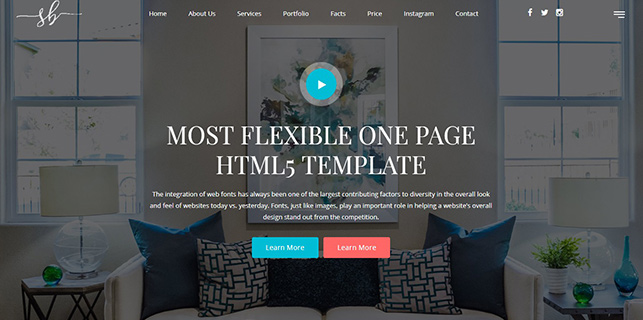 sb
Home About Us Services Portfolio Facts Price Instagram Contact
MOST FLEXIBLE ONE PAGE
HTML5 TEMPLATE
The integration of web fonts has always been one of the largest contributing factors to diversity in the overall look
and feel of websites today vs. yesterday. Fonts, just like images, play an important role in helping a website's overall
design stand out from the competition.
Learn More Learn More